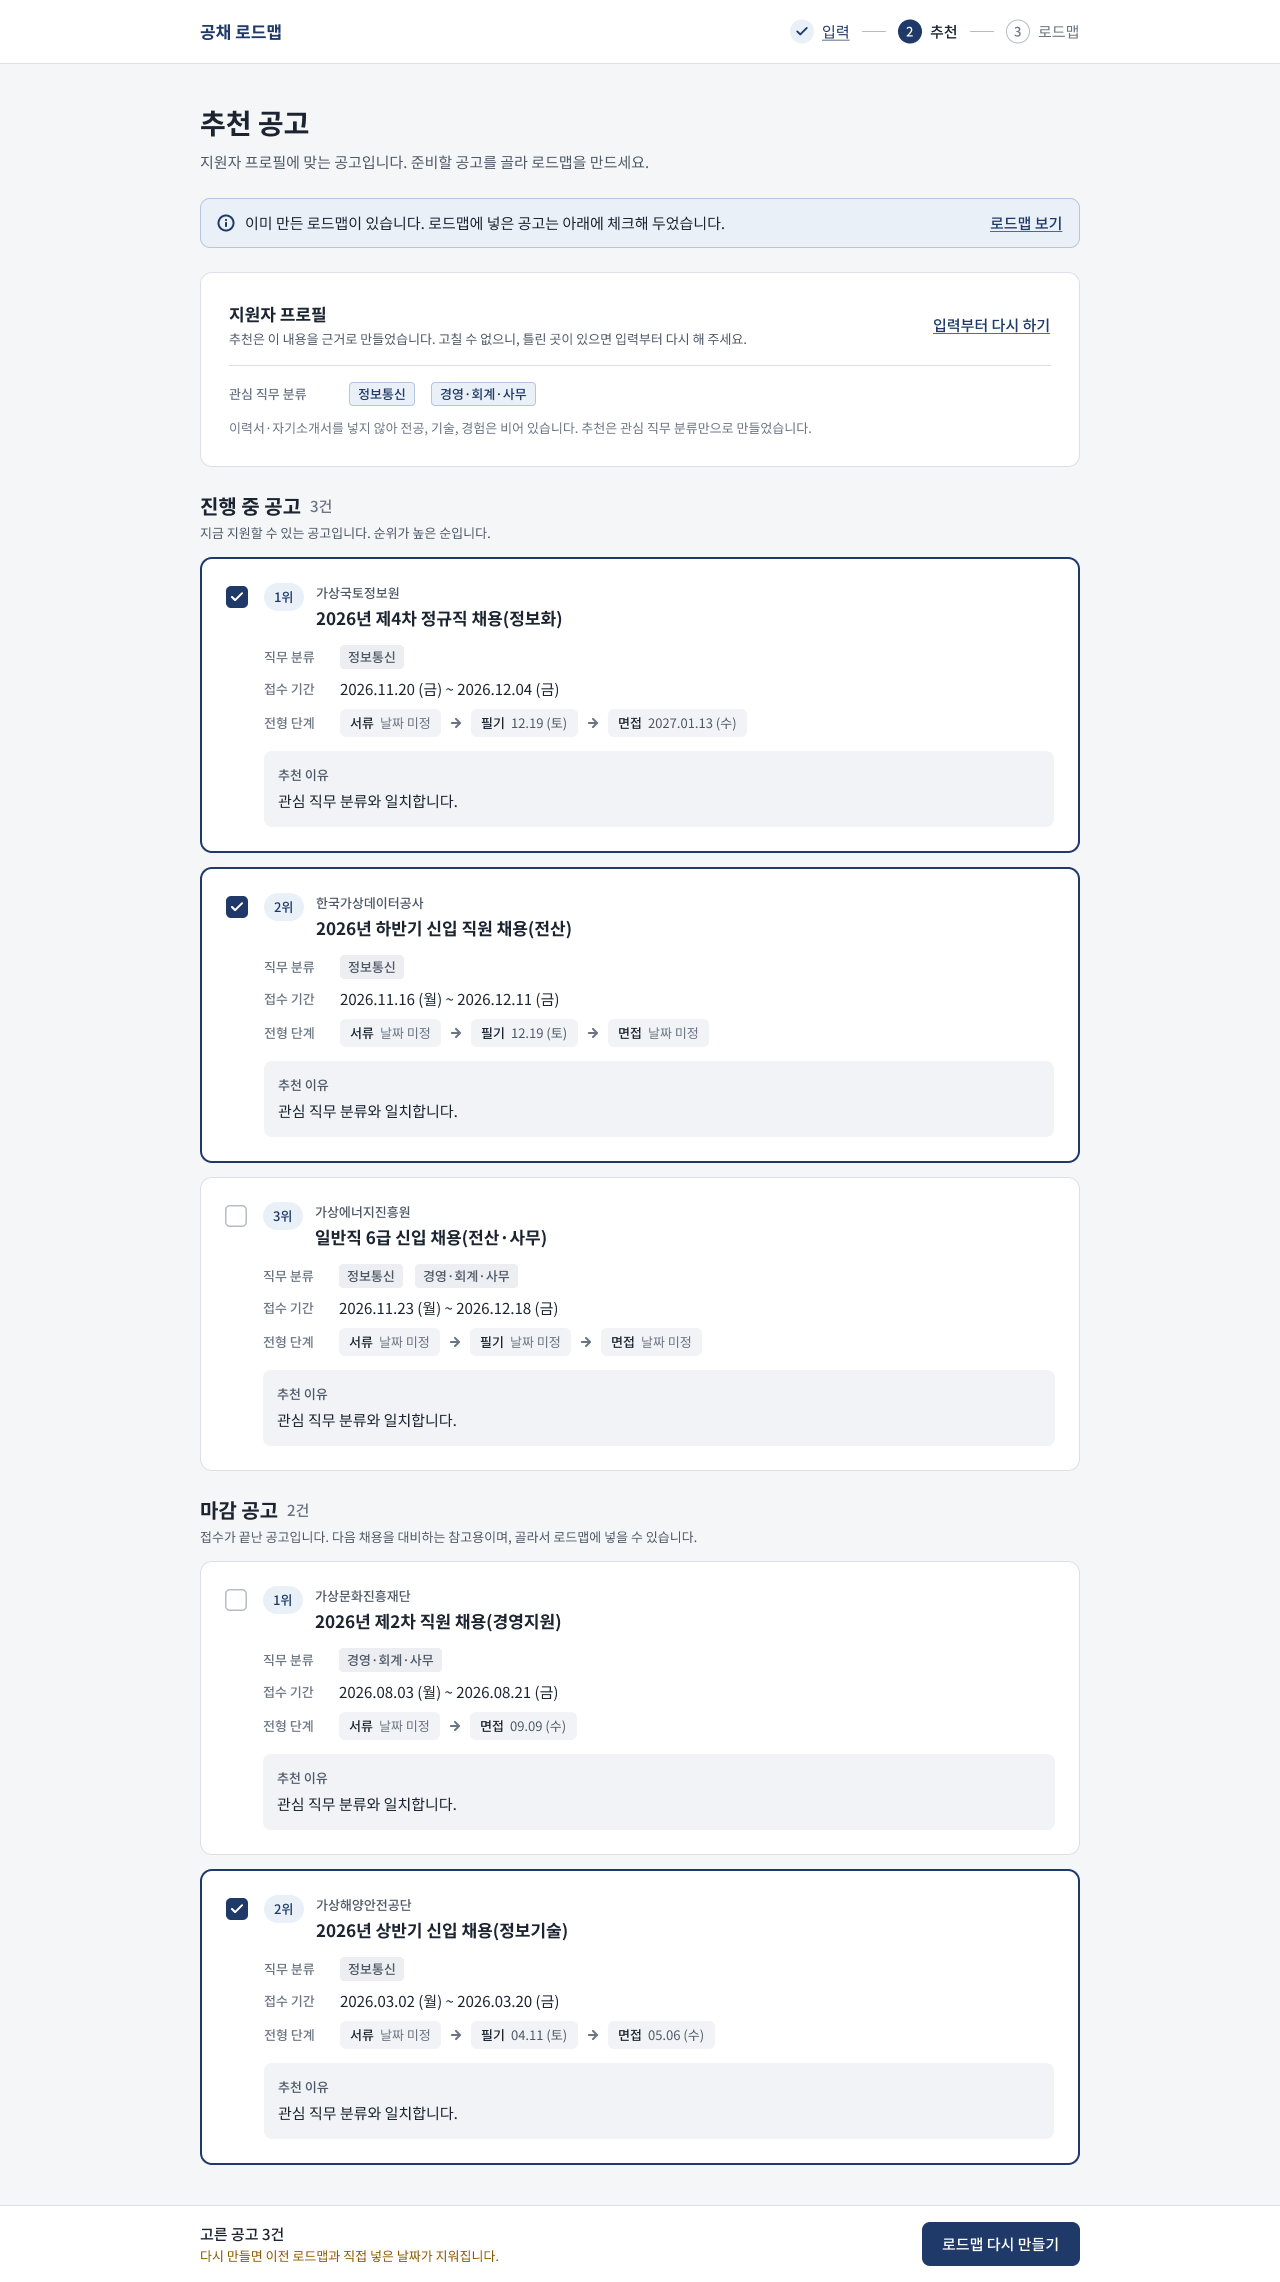 공채 로드맵
입력
2 추천
3 로드맵
추천 공고
지원자 프로필에 맞는 공고입니다. 준비할 공고를 골라 로드맵을 만드세요.
이미 만든 로드맵이 있습니다. 로드맵에 넣은 공고는 아래에 체크해 두었습니다.
로드맵 보기
지원자 프로필
추천은 이 내용을 근거로 만들었습니다. 고칠 수 없으니, 틀린 곳이 있으면 입력부터 다시 해 주세요.
입력부터 다시 하기
관심 직무 분류 정보통신 경영·회계·사무
이력서·자기소개서를 넣지 않아 전공, 기술, 경험은 비어 있습니다. 추천은 관심 직무 분류만으로 만들었습니다.
진행 중 공고 3건
지금 지원할 수 있는 공고입니다. 순위가 높은 순입니다.
1위
가상국토정보원
2026년 제4차 정규직 채용(정보화)
직무 분류 정보통신
접수 기간 2026.11.20 (금) ~ 2026.12.04 (금)
전형 단계 서류 날짜 미정 → 필기 12.19 (토) → 면접 2027.01.13 (수)
추천 이유
관심 직무 분류와 일치합니다.
2위
한국가상데이터공사
2026년 하반기 신입 직원 채용(전산)
직무 분류 정보통신
접수 기간 2026.11.16 (월) ~ 2026.12.11 (금)
전형 단계 서류 날짜 미정 → 필기 12.19 (토) → 면접 날짜 미정
추천 이유
관심 직무 분류와 일치합니다.
3위
가상에너지진흥원
일반직 6급 신입 채용(전산·사무)
직무 분류 정보통신 경영·회계·사무
접수 기간 2026.11.23 (월) ~ 2026.12.18 (금)
전형 단계 서류 날짜 미정 → 필기 날짜 미정 → 면접 날짜 미정
추천 이유
관심 직무 분류와 일치합니다.
마감 공고 2건
접수가 끝난 공고입니다. 다음 채용을 대비하는 참고용이며, 골라서 로드맵에 넣을 수 있습니다.
1위
가상문화진흥재단
2026년 제2차 직원 채용(경영지원)
직무 분류 경영·회계·사무
접수 기간 2026.08.03 (월) ~ 2026.08.21 (금)
전형 단계 서류 날짜 미정 → 면접 09.09 (수)
추천 이유
관심 직무 분류와 일치합니다.
2위
가상해양안전공단
2026년 상반기 신입 채용(정보기술)
직무 분류 정보통신
접수 기간 2026.03.02 (월) ~ 2026.03.20 (금)
전형 단계 서류 날짜 미정 → 필기 04.11 (토) → 면접 05.06 (수)
추천 이유
관심 직무 분류와 일치합니다.
고른 공고 3건
다시 만들면 이전 로드맵과 직접 넣은 날짜가 지워집니다.
로드맵 다시 만들기